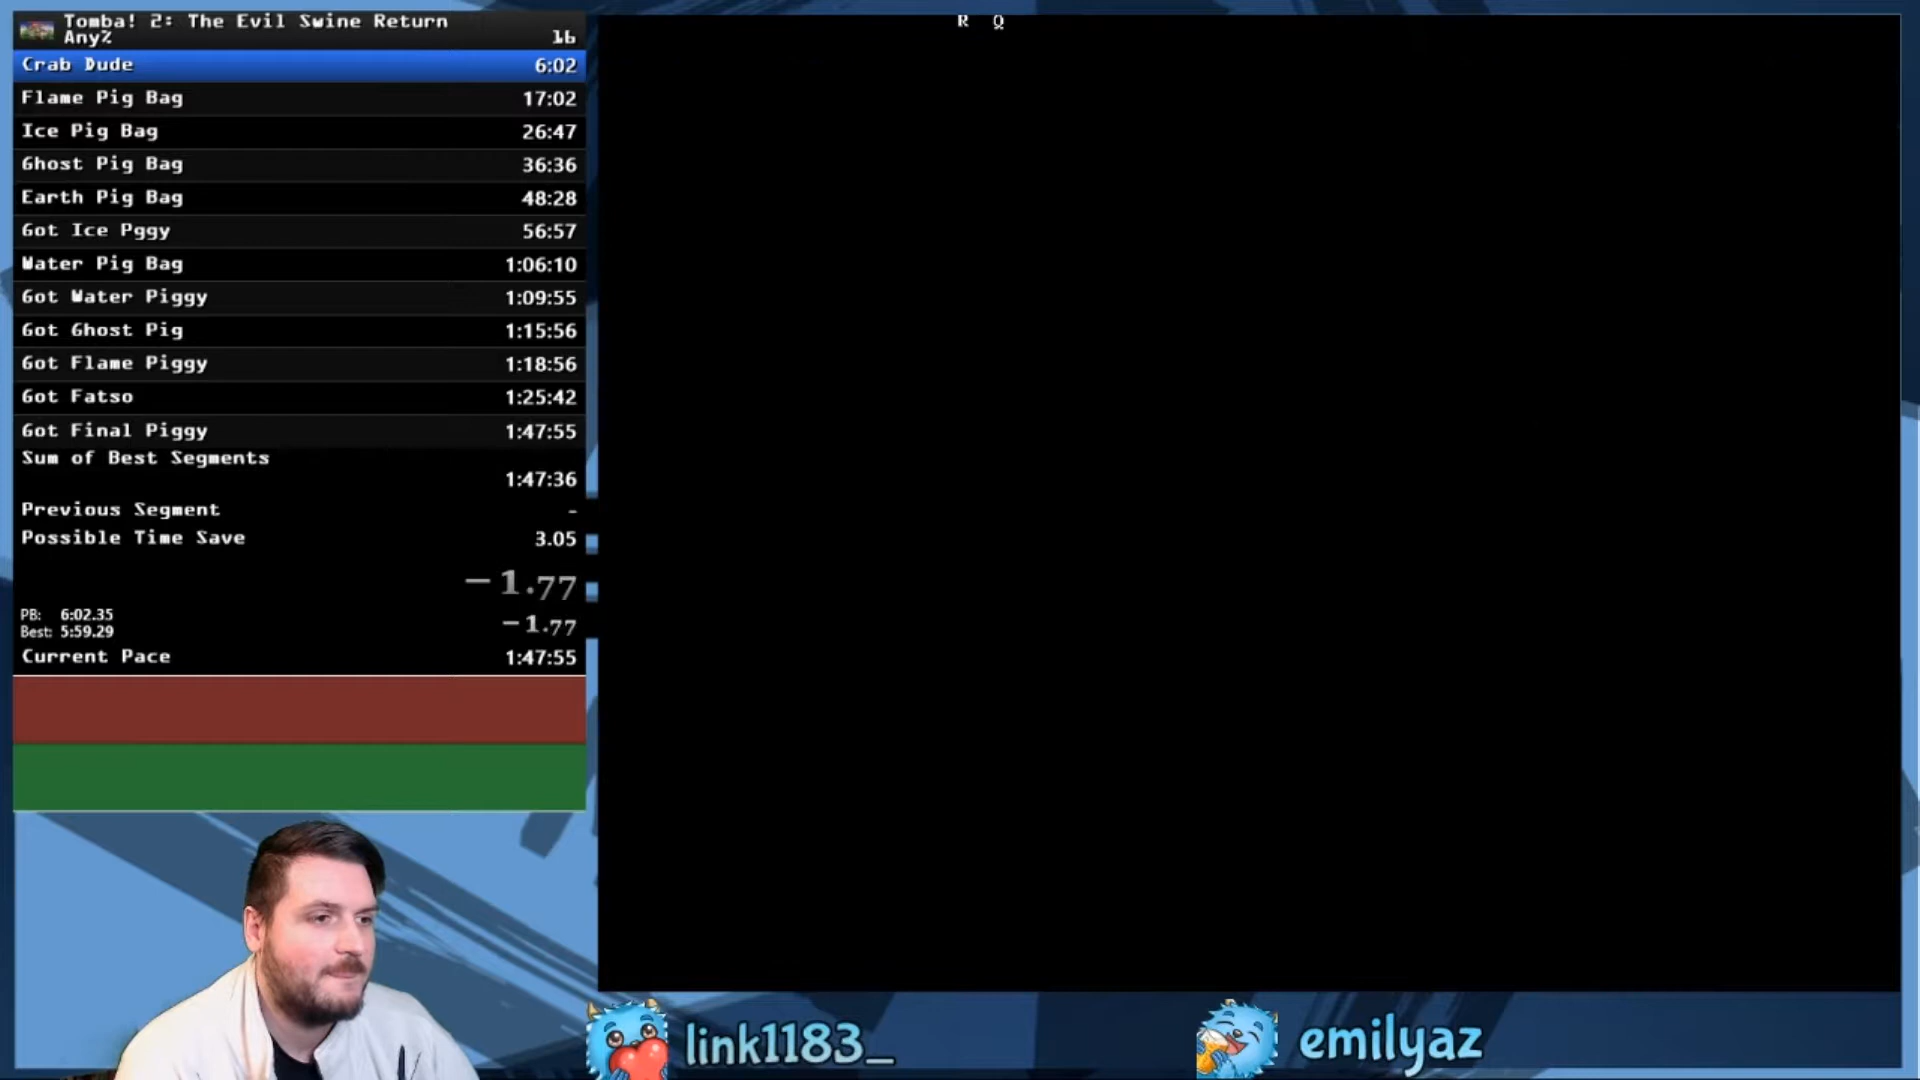 Tomba! 2: The Evil Swine Return
Any% 16
Crab Dude 6:02
Flame Pig Bag 17:02
Ice Pig Bag 26:47
Ghost Pig Bag 36:36
Earth Pig Bag 48:28
Got Ice Pggy 56:57
Water Pig Bag 1:06:10
Got Water Piggy 1:09:55
Got Ghost Pig 1:15:56
Got Flame Piggy 1:18:56
Got Fatso 1:25:42
Got Final Piggy 1:47:55
Sum of Best Segments
1:47:36
Previous Segment -
Possible Time Save 3.05
−1.77
PB: 6:02.35
Best: 5:59.29
−1.77
Current Pace 1:47:55
R Q
link1183_
emilyaz